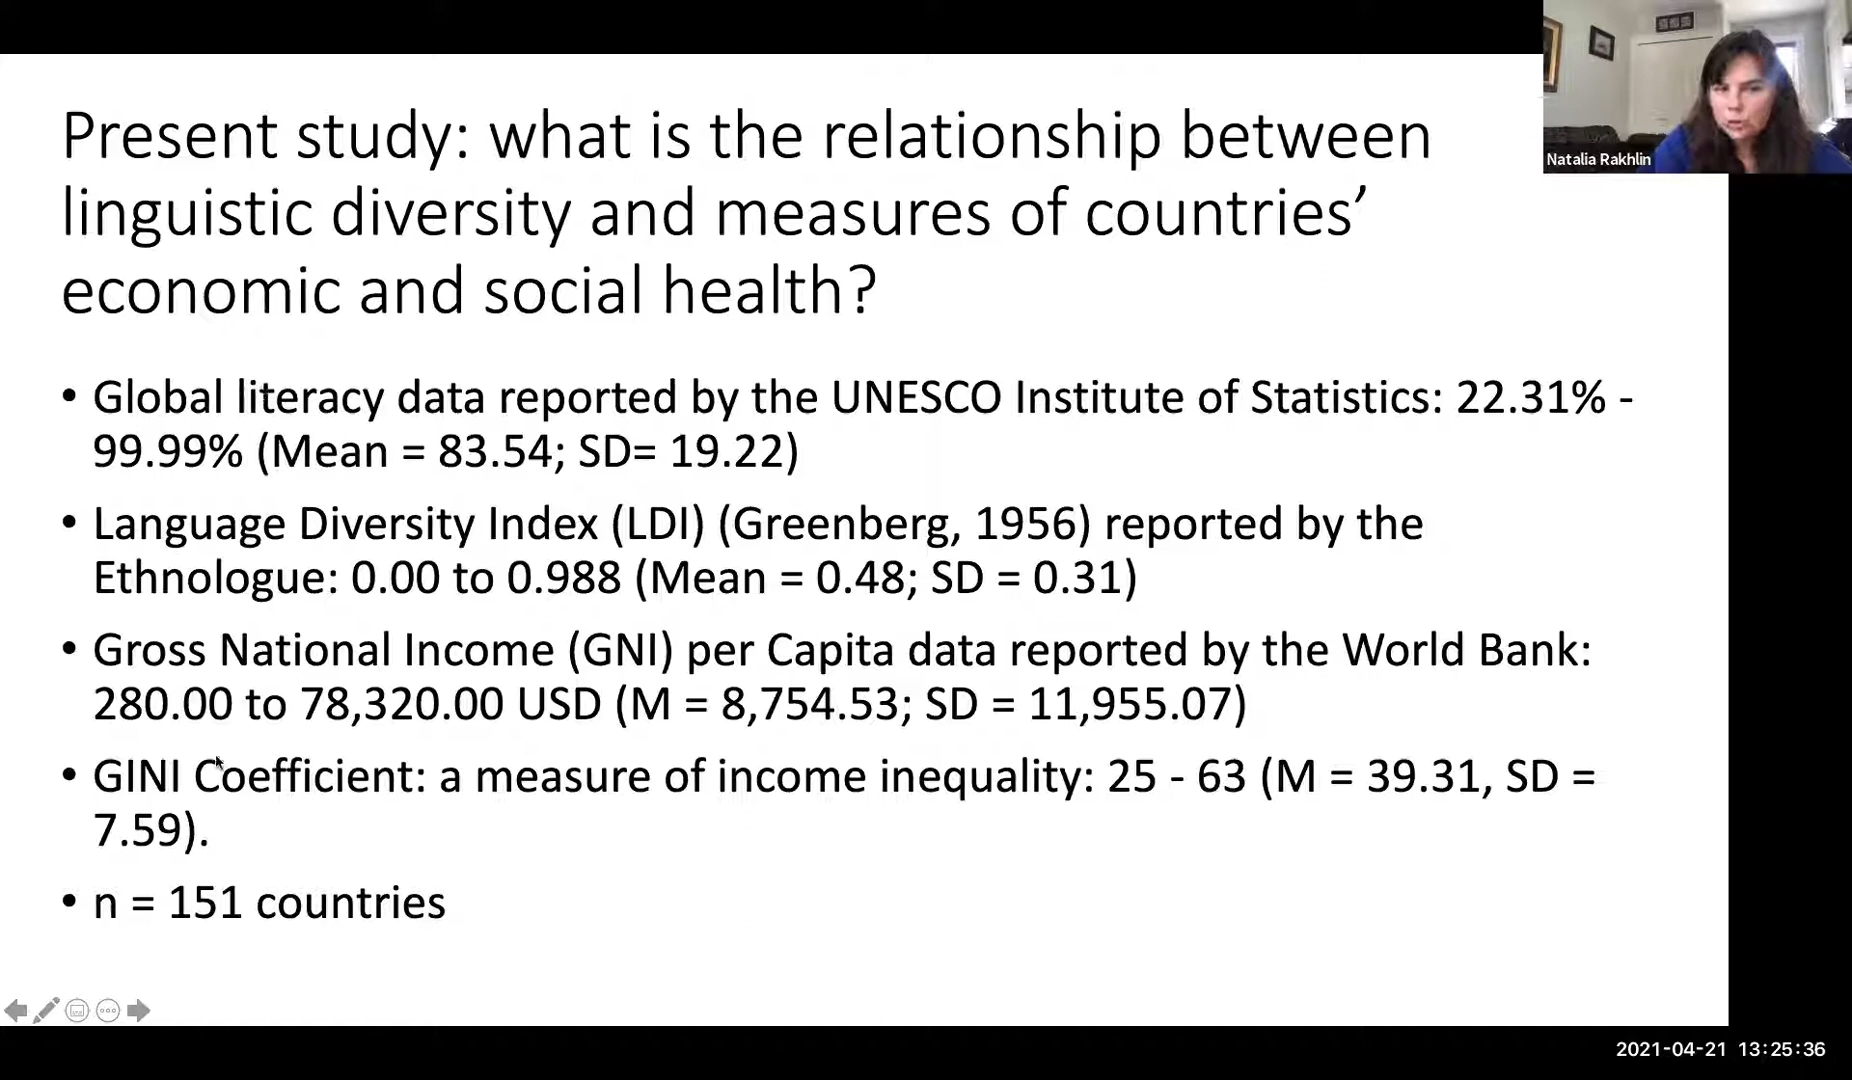 Present study: what is the relationship between
linguistic diversity and measures of countries’
economic and social health?
• Global literacy data reported by the UNESCO Institute of Statistics: 22.31% -
99.99% (Mean = 83.54; SD= 19.22)
• Language Diversity Index (LDI) (Greenberg, 1956) reported by the
Ethnologue: 0.00 to 0.988 (Mean = 0.48; SD = 0.31)
• Gross National Income (GNI) per Capita data reported by the World Bank:
280.00 to 78,320.00 USD (M = 8,754.53; SD = 11,955.07)
• GINI Coefficient: a measure of income inequality: 25 - 63 (M = 39.31, SD =
7.59).
• n = 151 countries
Natalia Rakhlin
2021-04-21 13:25:36